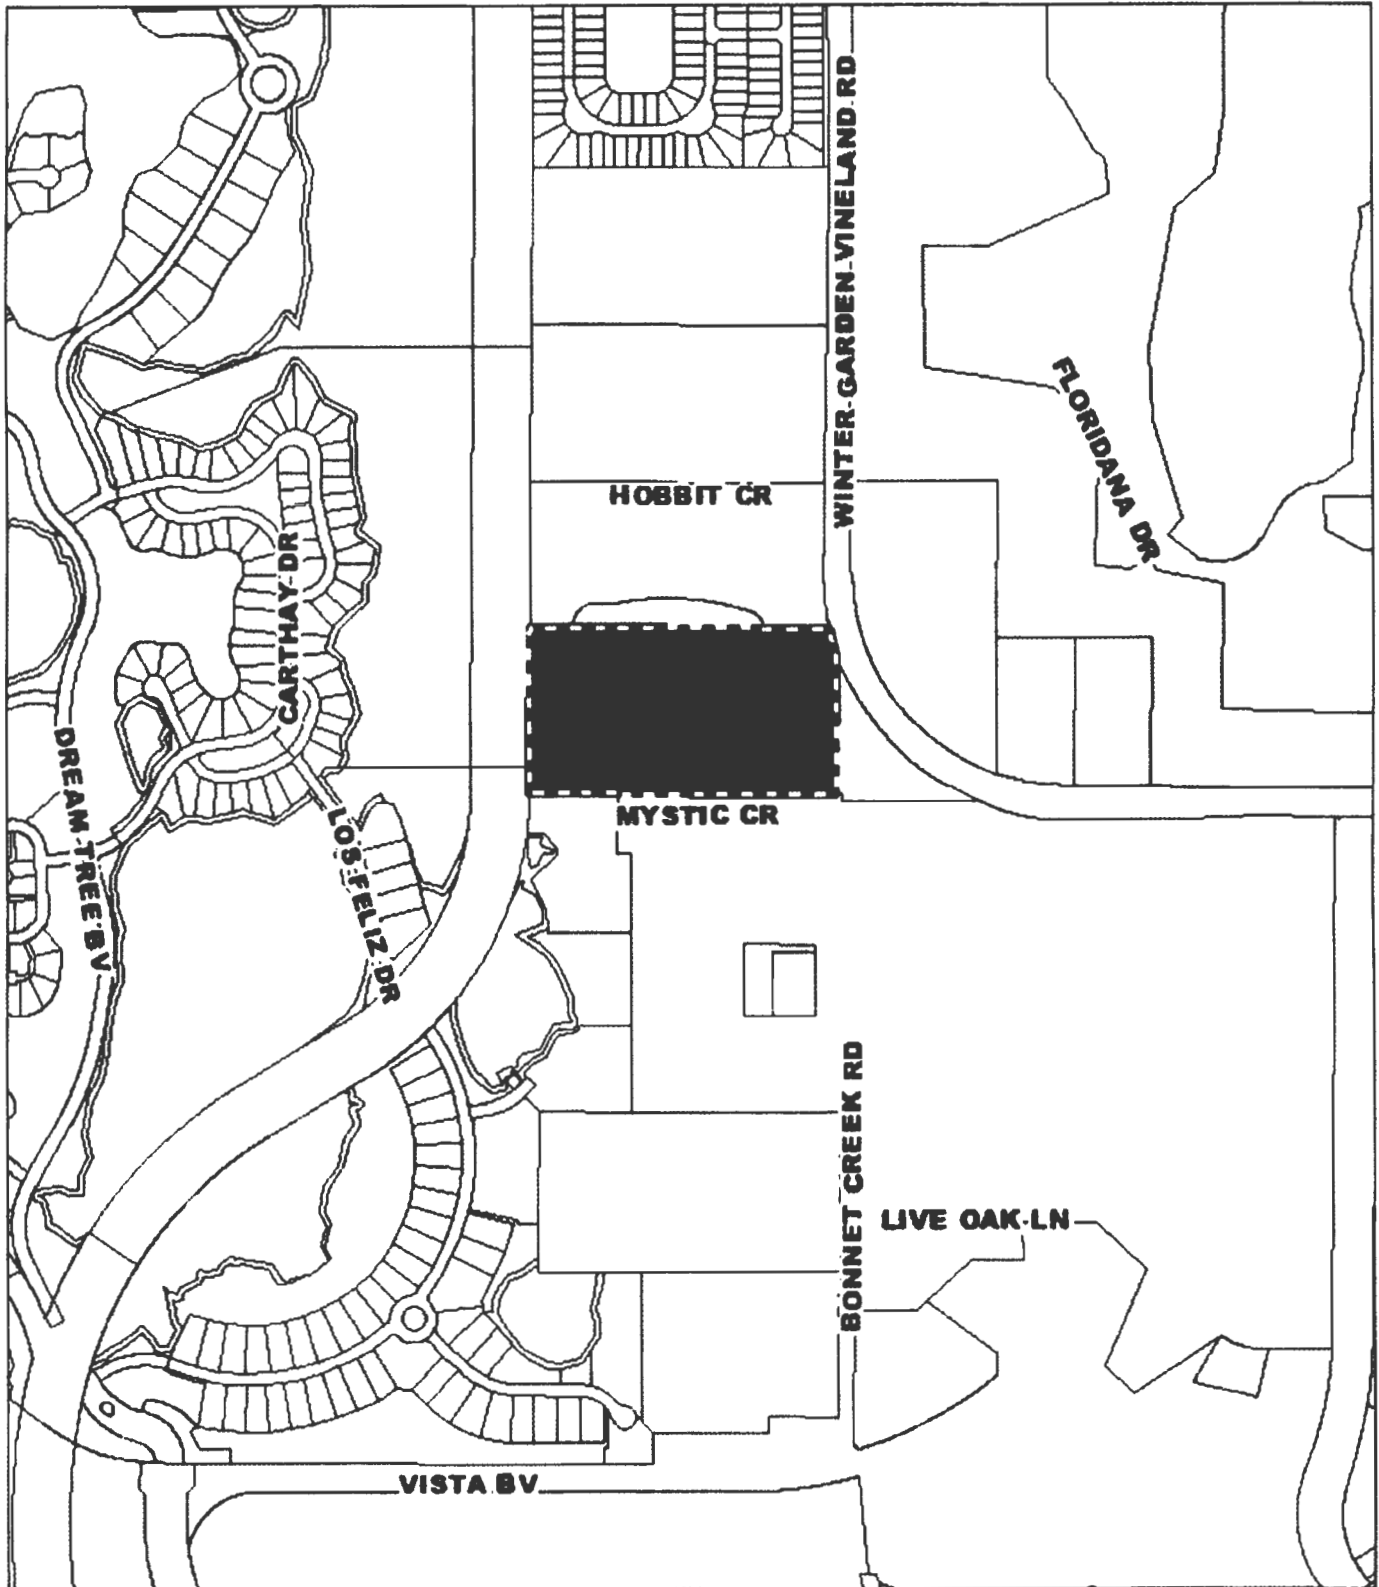 WINTER GARDEN VINELAND RD
FLORIDANA DR
HOBBIT CR
CARTHAY DR
DREAM TREE BV
LOS FELIZ DR
MYSTIC CR
BONNET CREEK RD
LIVE OAK LN
VISTA BV